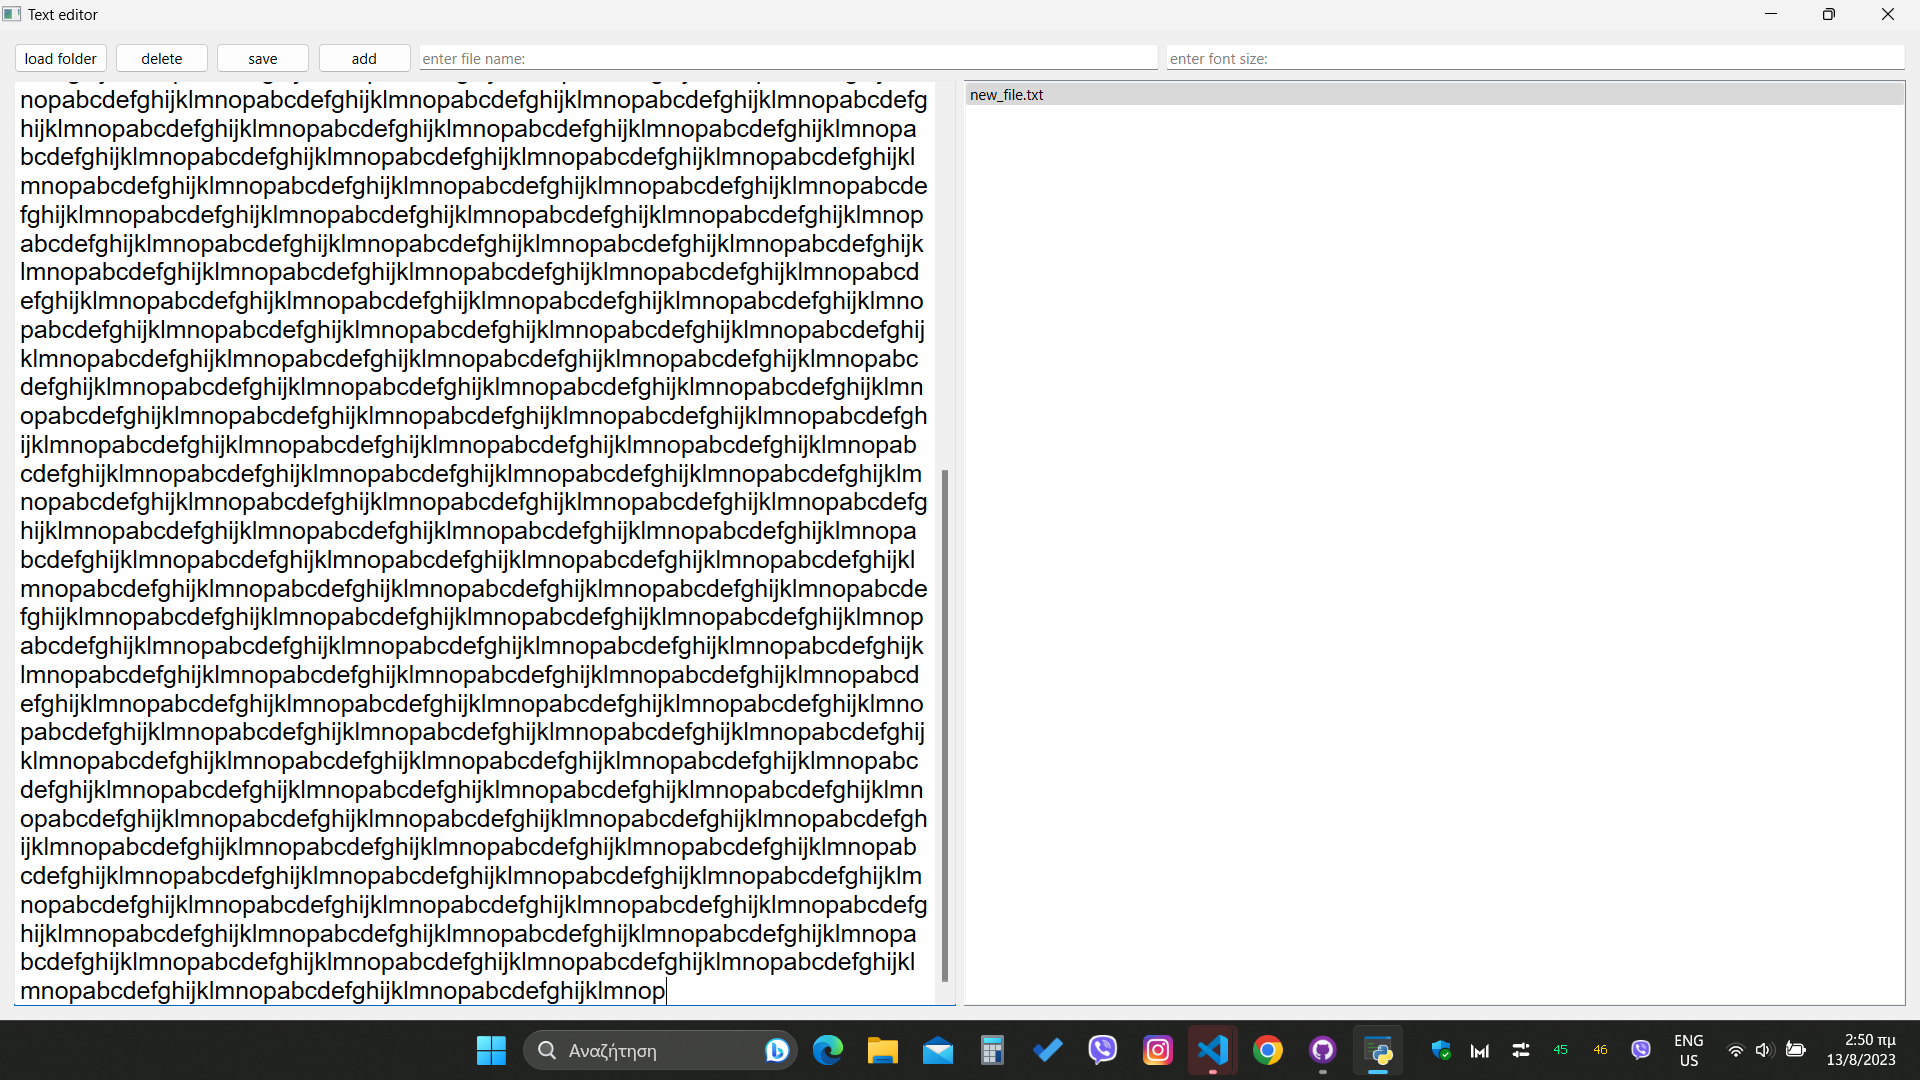 Text editor
load folder
delete
save
add
enter file name:
enter font size:
nopabcdefghijklmnopabcdefghijklmnopabcdefghijklmnopabcdefghijklmnopabcdefg
hijklmnopabcdefghijklmnopabcdefghijklmnopabcdefghijklmnopabcdefghijklmnopa
bcdefghijklmnopabcdefghijklmnopabcdefghijklmnopabcdefghijklmnopabcdefghijkl
mnopabcdefghijklmnopabcdefghijklmnopabcdefghijklmnopabcdefghijklmnopabcde
fghijklmnopabcdefghijklmnopabcdefghijklmnopabcdefghijklmnopabcdefghijklmnop
abcdefghijklmnopabcdefghijklmnopabcdefghijklmnopabcdefghijklmnopabcdefghijk
lmnopabcdefghijklmnopabcdefghijklmnopabcdefghijklmnopabcdefghijklmnopabcd
efghijklmnopabcdefghijklmnopabcdefghijklmnopabcdefghijklmnopabcdefghijklmno
pabcdefghijklmnopabcdefghijklmnopabcdefghijklmnopabcdefghijklmnopabcdefghij
klmnopabcdefghijklmnopabcdefghijklmnopabcdefghijklmnopabcdefghijklmnopabc
defghijklmnopabcdefghijklmnopabcdefghijklmnopabcdefghijklmnopabcdefghijklmn
opabcdefghijklmnopabcdefghijklmnopabcdefghijklmnopabcdefghijklmnopabcdefgh
ijklmnopabcdefghijklmnopabcdefghijklmnopabcdefghijklmnopabcdefghijklmnopab
cdefghijklmnopabcdefghijklmnopabcdefghijklmnopabcdefghijklmnopabcdefghijklm
nopabcdefghijklmnopabcdefghijklmnopabcdefghijklmnopabcdefghijklmnopabcdefg
hijklmnopabcdefghijklmnopabcdefghijklmnopabcdefghijklmnopabcdefghijklmnopa
bcdefghijklmnopabcdefghijklmnopabcdefghijklmnopabcdefghijklmnopabcdefghijkl
mnopabcdefghijklmnopabcdefghijklmnopabcdefghijklmnopabcdefghijklmnopabcde
fghijklmnopabcdefghijklmnopabcdefghijklmnopabcdefghijklmnopabcdefghijklmnop
abcdefghijklmnopabcdefghijklmnopabcdefghijklmnopabcdefghijklmnopabcdefghijk
lmnopabcdefghijklmnopabcdefghijklmnopabcdefghijklmnopabcdefghijklmnopabcd
efghijklmnopabcdefghijklmnopabcdefghijklmnopabcdefghijklmnopabcdefghijklmno
pabcdefghijklmnopabcdefghijklmnopabcdefghijklmnopabcdefghijklmnopabcdefghij
klmnopabcdefghijklmnopabcdefghijklmnopabcdefghijklmnopabcdefghijklmnopabc
defghijklmnopabcdefghijklmnopabcdefghijklmnopabcdefghijklmnopabcdefghijklmn
opabcdefghijklmnopabcdefghijklmnopabcdefghijklmnopabcdefghijklmnopabcdefgh
ijklmnopabcdefghijklmnopabcdefghijklmnopabcdefghijklmnopabcdefghijklmnopab
cdefghijklmnopabcdefghijklmnopabcdefghijklmnopabcdefghijklmnopabcdefghijklm
nopabcdefghijklmnopabcdefghijklmnopabcdefghijklmnopabcdefghijklmnopabcdefg
hijklmnopabcdefghijklmnopabcdefghijklmnopabcdefghijklmnopabcdefghijklmnopa
bcdefghijklmnopabcdefghijklmnopabcdefghijklmnopabcdefghijklmnopabcdefghijkl
mnopabcdefghijklmnopabcdefghijklmnopabcdefghijklmnop
new_file.txt
Αναζήτηση
45
46
ENG
US
2:50 πμ
13/8/2023